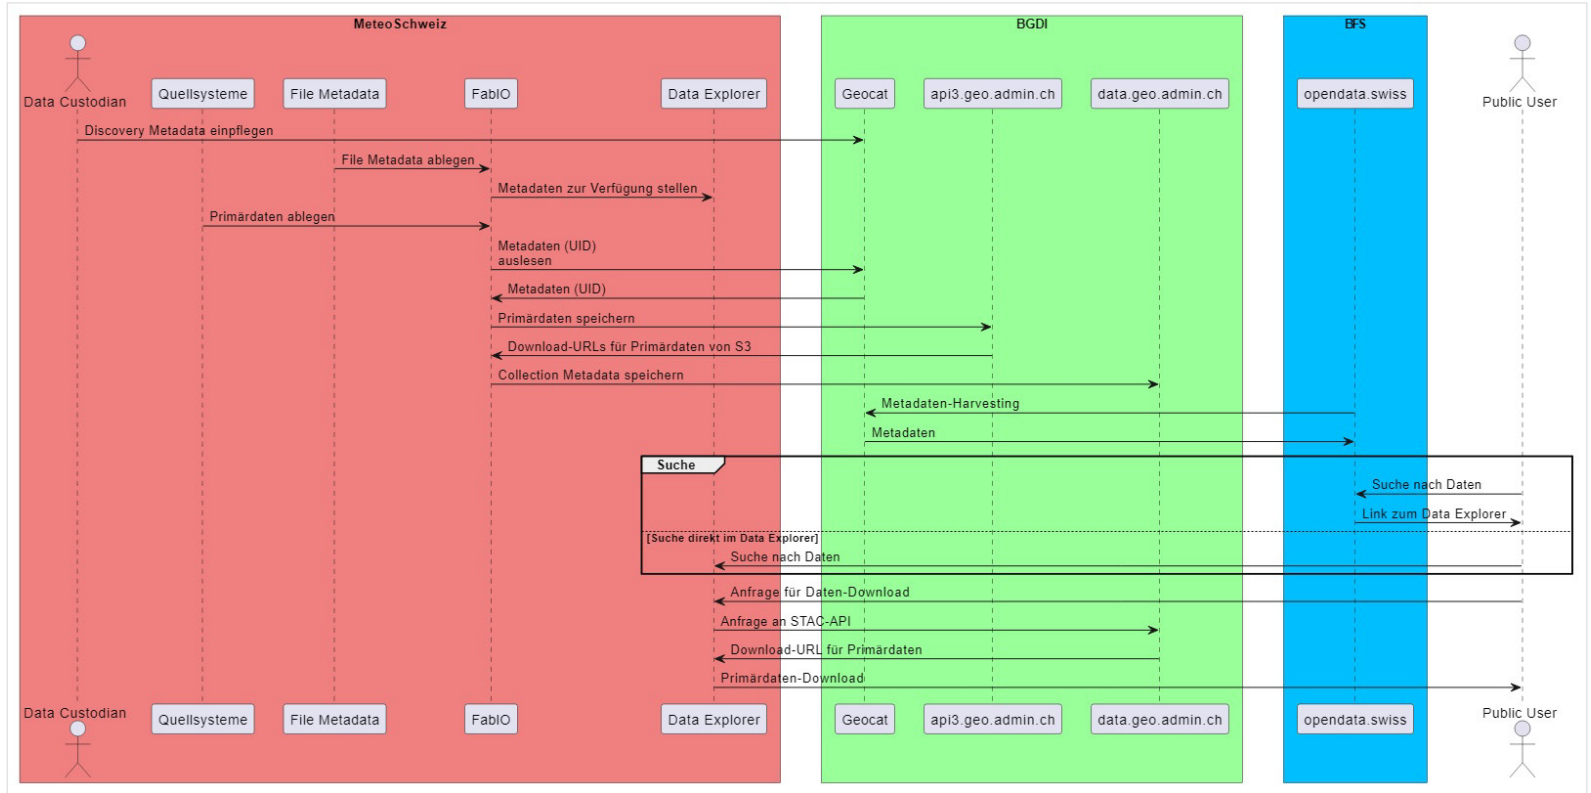 MeteoSchweiz
BGDI
BFS
Data Custodian
Quellsysteme
File Metadata
FabIO
Data Explorer
Geocat
api3.geo.admin.ch
data.geo.admin.ch
opendata.swiss
Public User
Discovery Metadata einpflegen
File Metadata ablegen
Metadaten zur Verfügung stellen
Primärdaten ablegen
Metadaten (UID)
auslesen
Metadaten (UID)
Primärdaten speichern
Download-URLs für Primärdaten von S3
Collection Metadata speichern
Metadaten-Harvesting
Metadaten
Suche
Suche nach Daten
Link zum Data Explorer
[Suche direkt im Data Explorer]
Suche nach Daten
Anfrage für Daten-Download
Anfrage an STAC-API
Download-URL für Primärdaten
Primärdaten-Download
Data Custodian
Quellsysteme
File Metadata
FabIO
Data Explorer
Geocat
api3.geo.admin.ch
data.geo.admin.ch
opendata.swiss
Public User